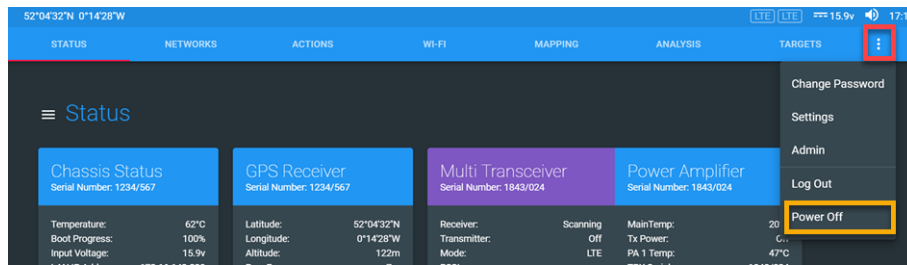 52°04'32"N 0°14'28"W LTE LTE 15.9v
STATUS NETWORKS ACTIONS WI-FI MAPPING ANALYSIS TARGETS
Change Password
Status
Settings
Admin
Chassis Status GPS Receiver Multi Transceiver Power Amplifier
Serial Number: 1234/567 Serial Number: 1234/567 Serial Number: 1843/024 Serial Number: 1843/024
Log Out
Power Off
Temperature: 62°C Latitude: 52°04'32"N Receiver: Scanning MainTemp: 20
Boot Progress: 100% Longitude: 0°14'28"W Transmitter: Off Tx Power:
Input Voltage: 15.9v Altitude: 122m Mode: LTE PA 1 Temp: 47°C